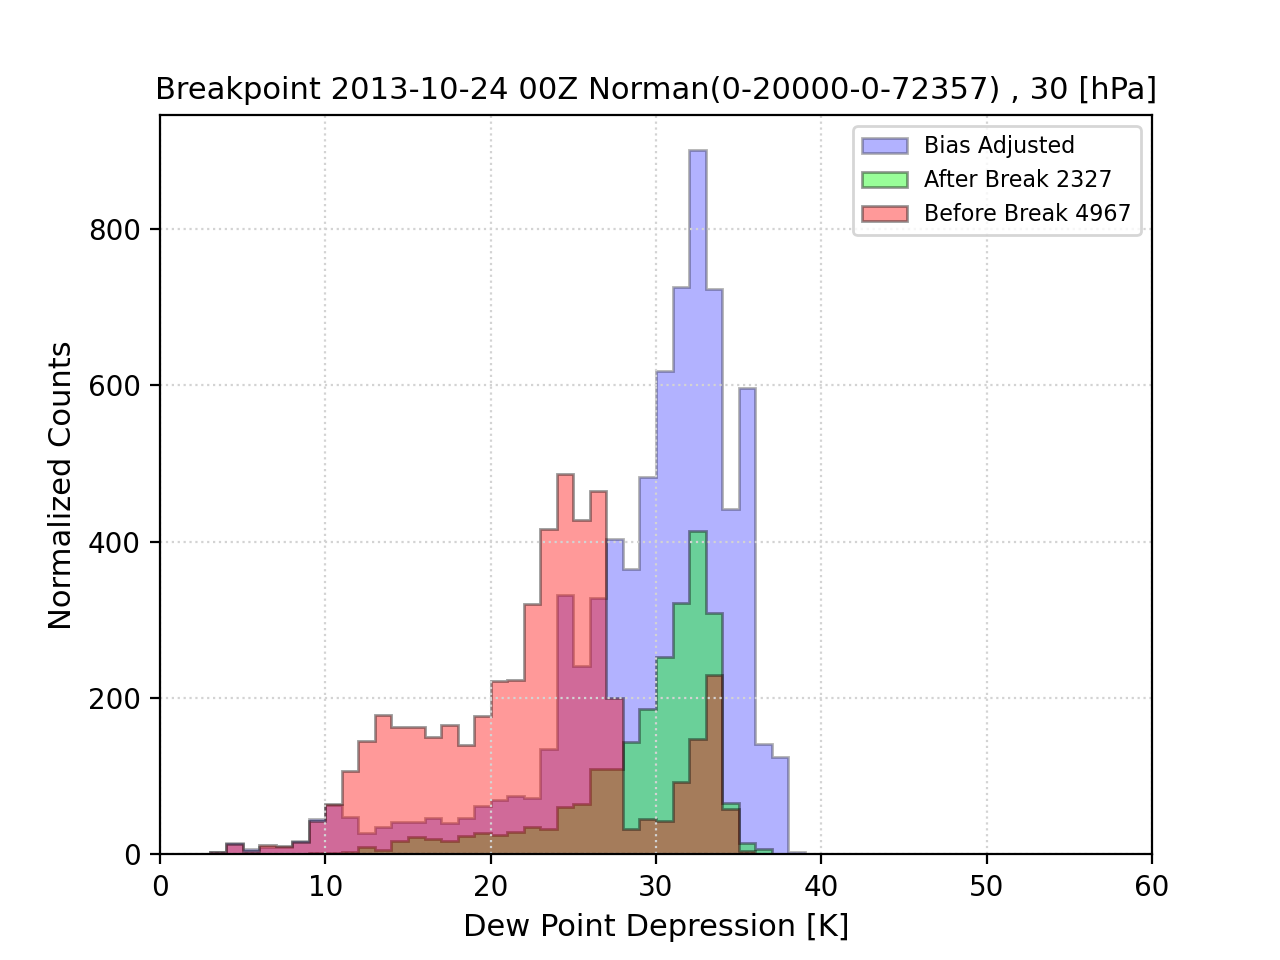 Breakpoint 2013-10-24 00Z Norman(0-20000-0-72357) , 30 [hPa]
Bias Adjusted
After Break 2327
Before Break 4967
Normalized Counts
800
600
400
200
0
0 10 20 30 40 50 60
Dew Point Depression [K]